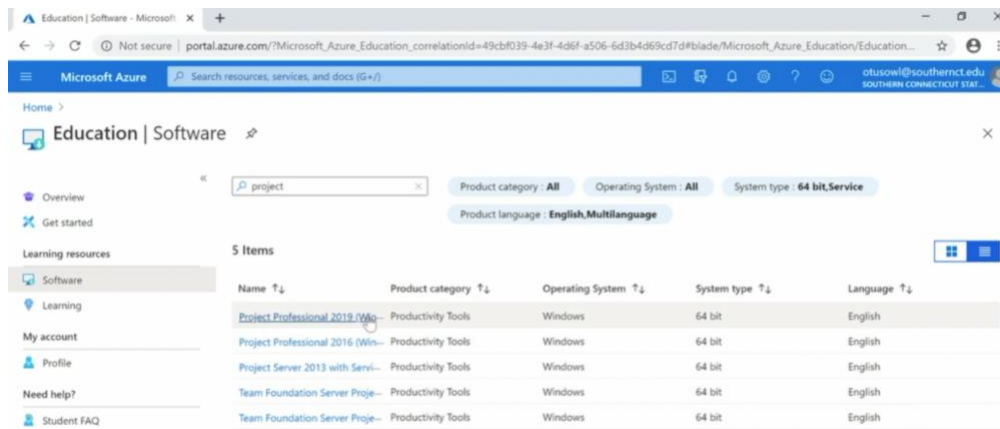 Education | Software - Microsoft
Not secure | portal.azure.com/?Microsoft_Azure_Education_correlationId=49cbf039-4e3f-4d6f-a506-6d3b4d69cd7d#blade/Microsoft_Azure_Education/Education...
Microsoft Azure Search resources, services, and docs (G+/) otusowl@southernct.edu
SOUTHERN CONNECTICUT STAT...
Home >
Education | Software
project Product category : All Operating System : All System type : 64 bit,Service
Overview
Product language : English,Multilanguage
Get started
Learning resources 5 Items
Software
Name Product category Operating System System type Language
Learning
Project Professional 2019 (Win... Productivity Tools Windows 64 bit English
My account
Project Professional 2016 (Win... Productivity Tools Windows 64 bit English
Profile
Project Server 2013 with Servi... Productivity Tools Windows 64 bit English
Need help?
Team Foundation Server Proje... Productivity Tools Windows 64 bit English
Student FAQ
Team Foundation Server Proje... Productivity Tools Windows 64 bit English